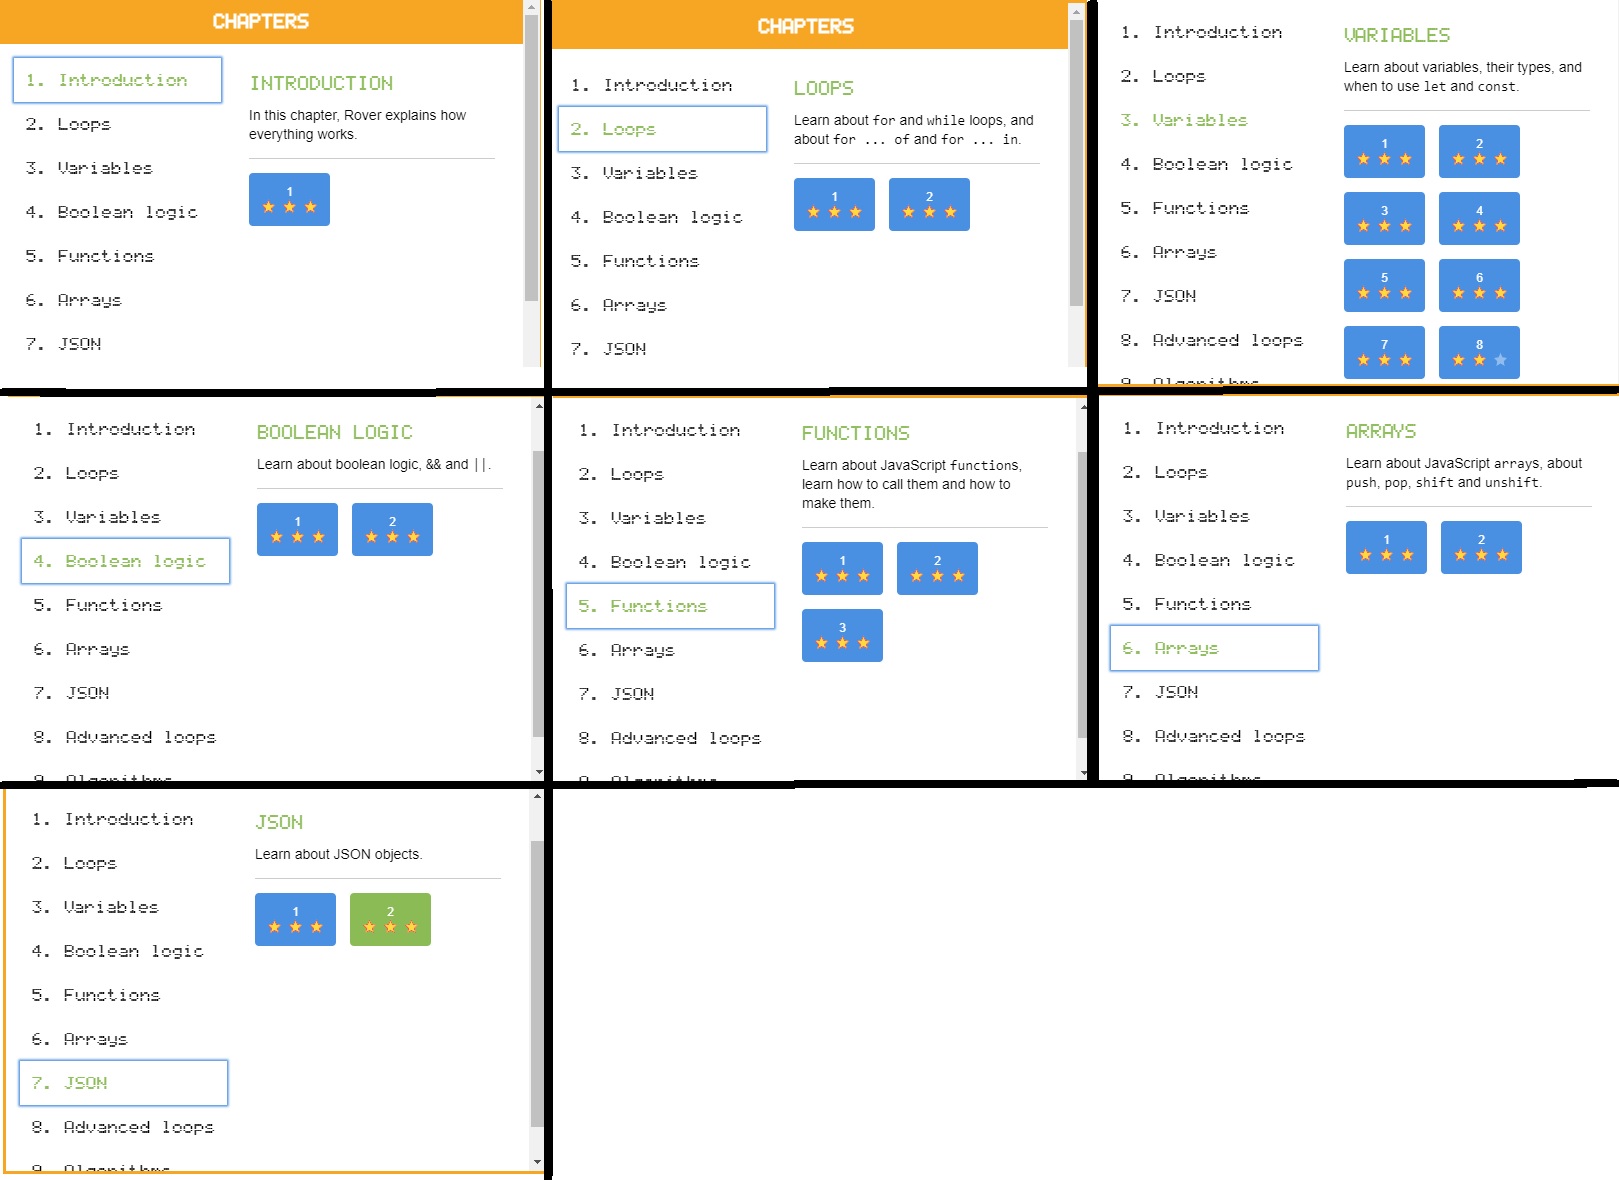 CHAPTERS
1. Introduction
2. Loops
3. Variables
4. Boolean logic
5. Functions
6. Arrays
7. JSON
INTRODUCTION
In this chapter, Rover explains how
everything works.
1
CHAPTERS
1. Introduction
2. Loops
3. Variables
4. Boolean logic
5. Functions
6. Arrays
7. JSON
LOOPS
Learn about for and while loops, and
about for ... of and for ... in.
1 2
1. Introduction
2. Loops
3. Variables
4. Boolean logic
5. Functions
6. Arrays
7. JSON
8. Advanced loops
9. Algorithms
VARIABLES
Learn about variables, their types, and
when to use let and const.
1 2
3 4
5 6
7 8
1. Introduction
2. Loops
3. Variables
4. Boolean logic
5. Functions
6. Arrays
7. JSON
8. Advanced loops
9. Algorithms
BOOLEAN LOGIC
Learn about boolean logic, && and ||.
1 2
1. Introduction
2. Loops
3. Variables
4. Boolean logic
5. Functions
6. Arrays
7. JSON
8. Advanced loops
9. Algorithms
FUNCTIONS
Learn about JavaScript functions,
learn how to call them and how to
make them.
1 2
3
1. Introduction
2. Loops
3. Variables
4. Boolean logic
5. Functions
6. Arrays
7. JSON
8. Advanced loops
9. Algorithms
ARRAYS
Learn about JavaScript arrays, about
push, pop, shift and unshift.
1 2
1. Introduction
2. Loops
3. Variables
4. Boolean logic
5. Functions
6. Arrays
7. JSON
8. Advanced loops
9. Algorithms
JSON
Learn about JSON objects.
1 2